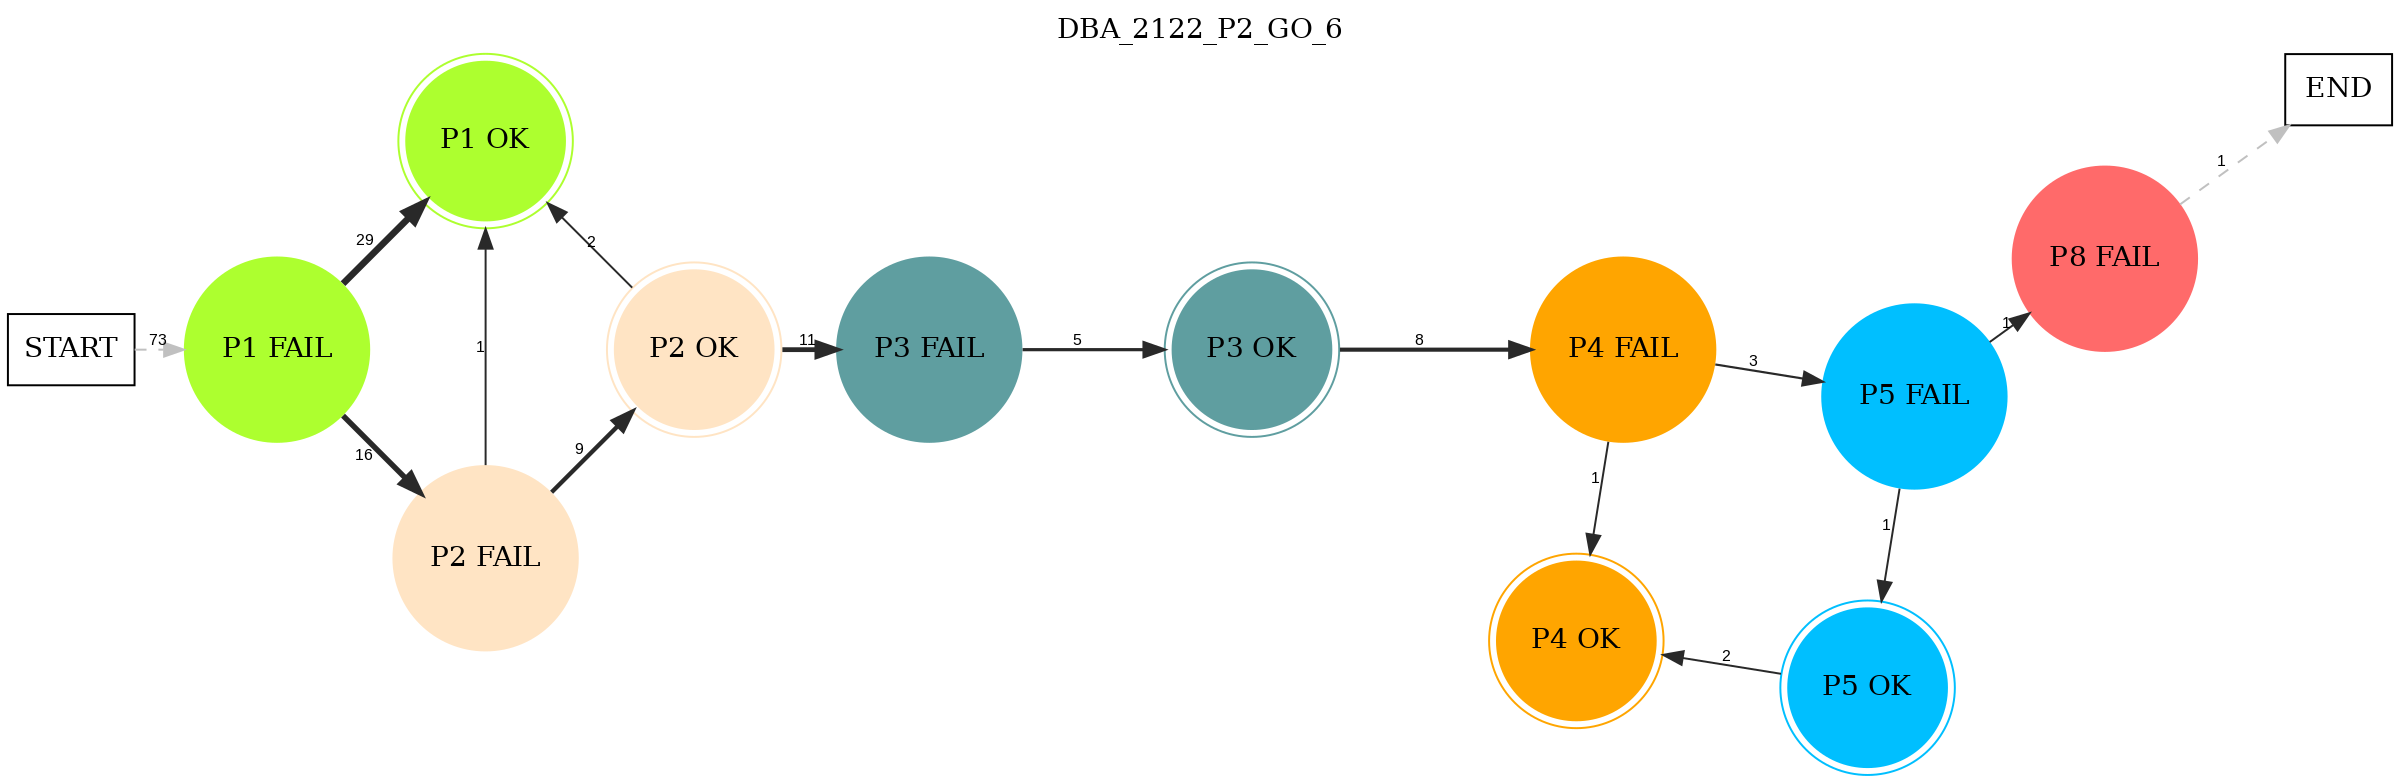 DBA_2122_P2_GO_6
END
P1 OK
1
P8 FAIL
29
2
START
73
P1 FAIL
1
P2 OK
11
P3 FAIL
5
P3 OK
8
P4 FAIL
3
P5 FAIL
1
16
9
1
1
P2 FAIL
P4 OK
2
P5 OK